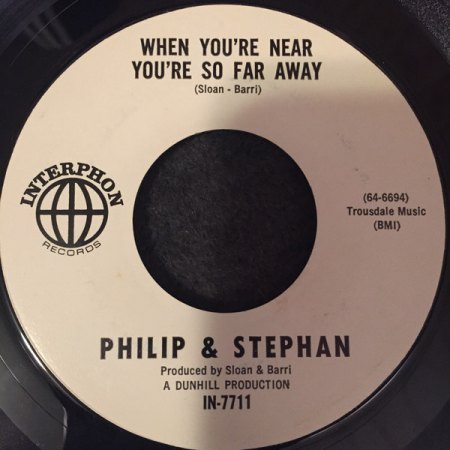 WHEN YOU'RE NEAR
YOU'RE SO FAR AWAY
(Sloan - Barri)
INTERPHON
RECORDS
(64-6694)
Trousdale Music
(BMI)
PHILIP & STEPHAN
Produced by Sloan & Barri
A DUNHILL PRODUCTION
IN-7711